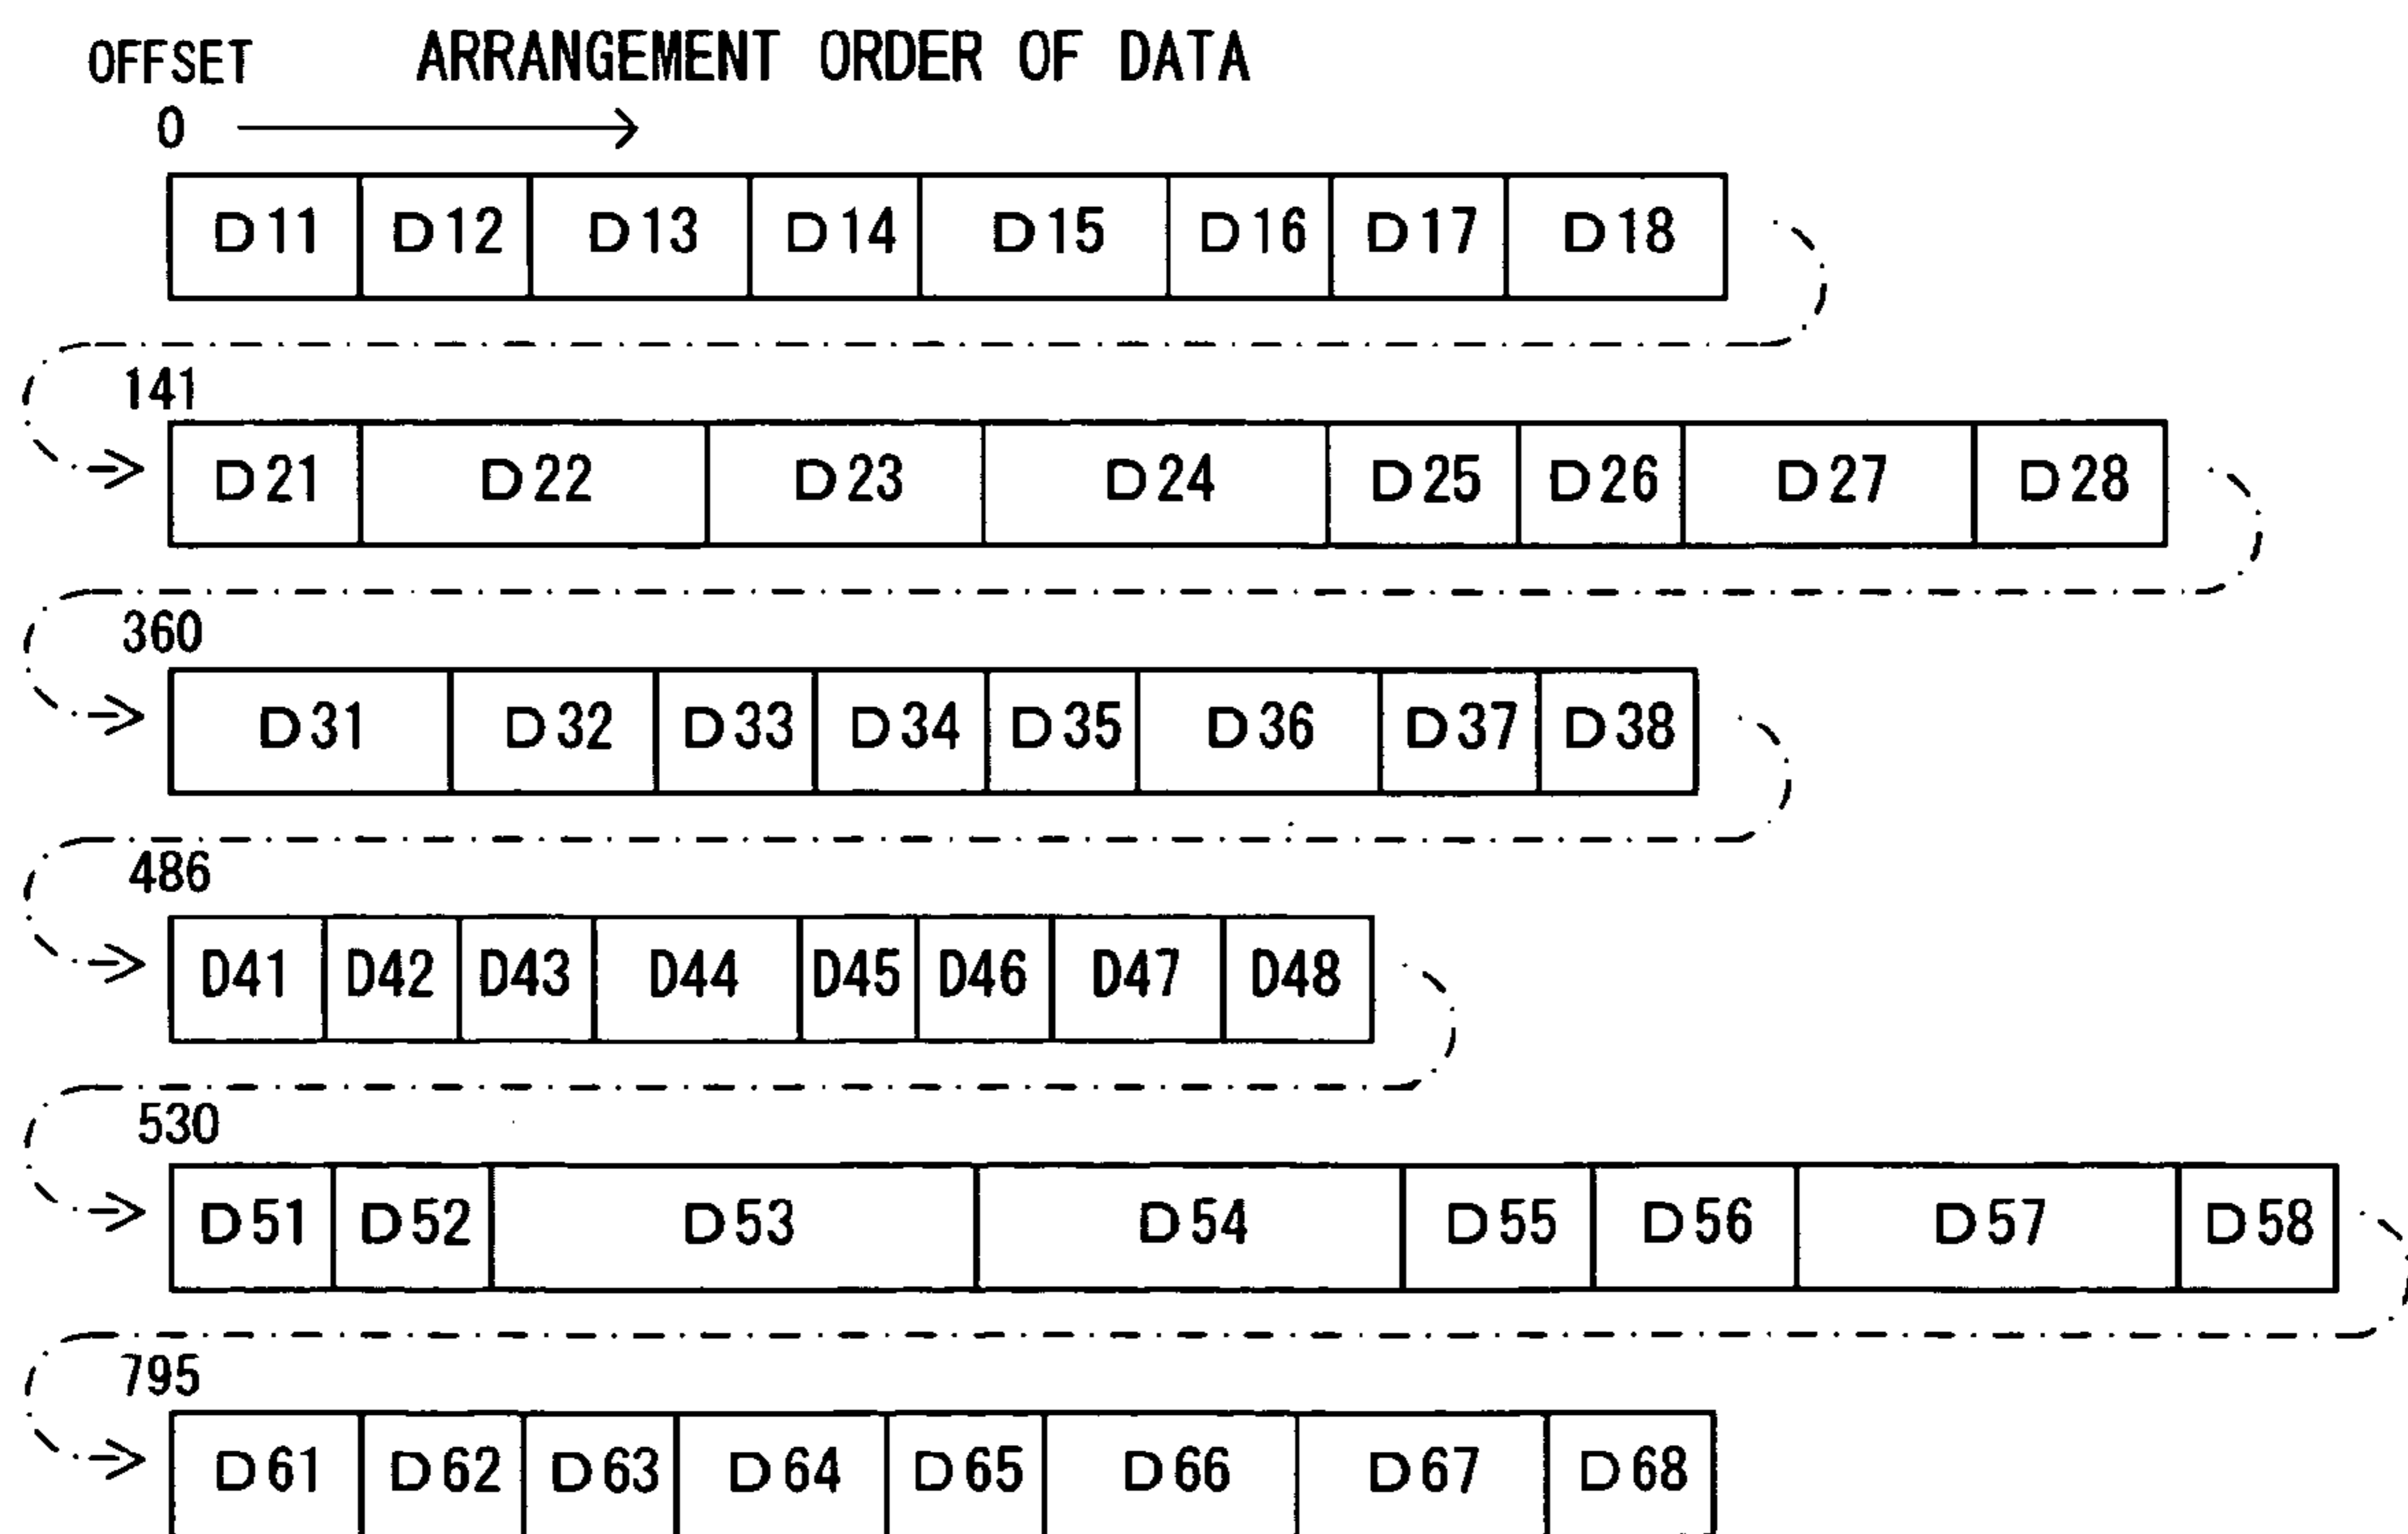 OFFSET ARRANGEMENT ORDER OF DATA
0
D11 D12 D13 D14 D15 D16 D17 D18
141
D21 D22 D23 D24 D25 D26 D27 D28
360
D31 D32 D33 D34 D35 D36 D37 D38
486
D41 D42 D43 D44 D45 D46 D47 D48
530
D51 D52 D53 D54 D55 D56 D57 D58
795
D61 D62 D63 D64 D65 D66 D67 D68